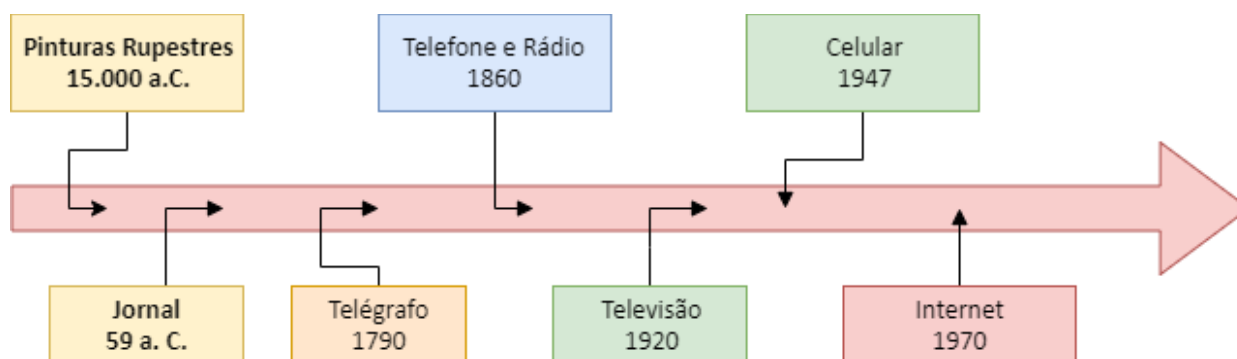 Pinturas Rupestres
15.000 a.C.
Telefone e Rádio
1860
Celular
1947
Jornal
59 a. C.
Telégrafo
1790
Televisão
1920
Internet
1970